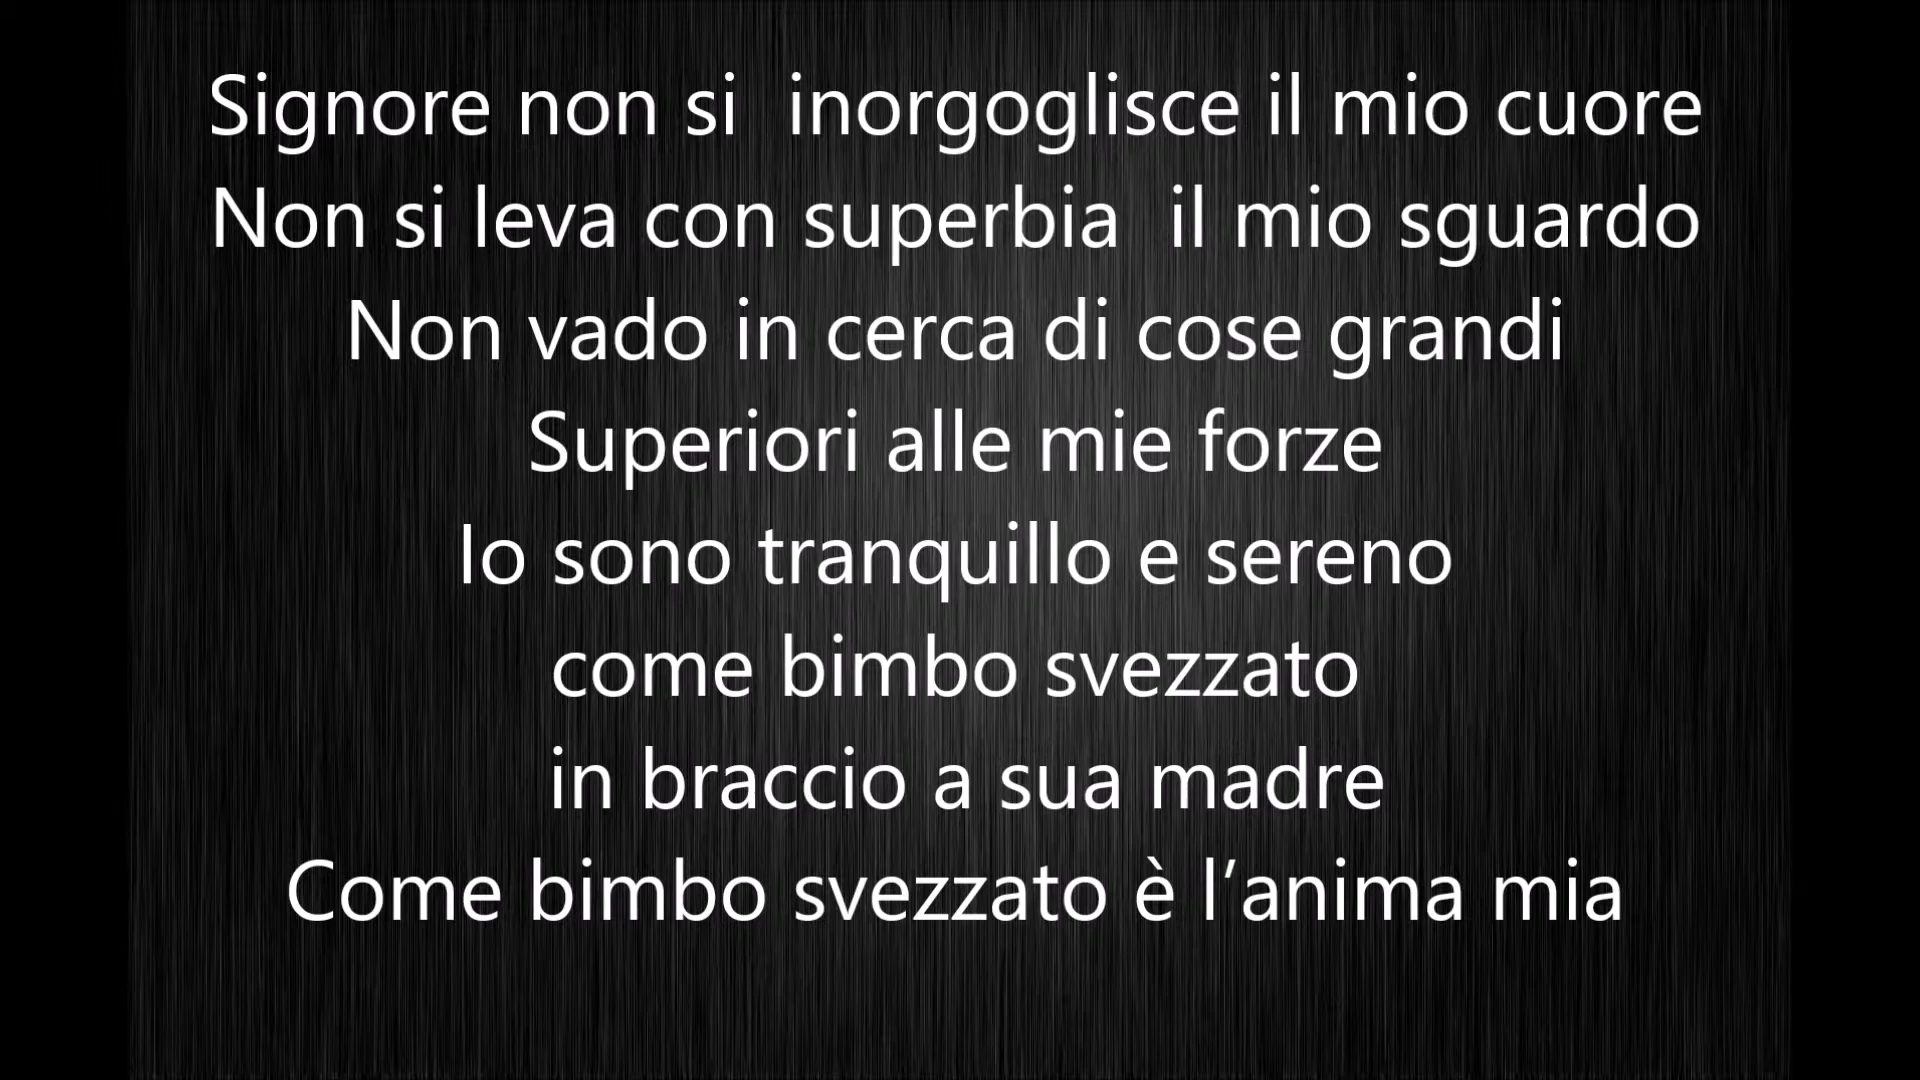 Signore non si  inorgoglisce il mio cuore
Non si leva con superbia  il mio sguardo
Non vado in cerca di cose grandi
Superiori alle mie forze
Io sono tranquillo e sereno
come bimbo svezzato
in braccio a sua madre
Come bimbo svezzato è l’anima mia